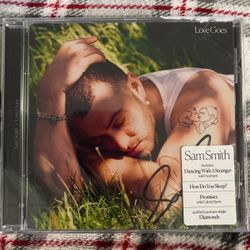 Love Goes
Sam Smith
Includes
Dancing With A Stranger
with Normani
How Do You Sleep?
Promises
with Calvin Harris
and the brand new single
Diamonds